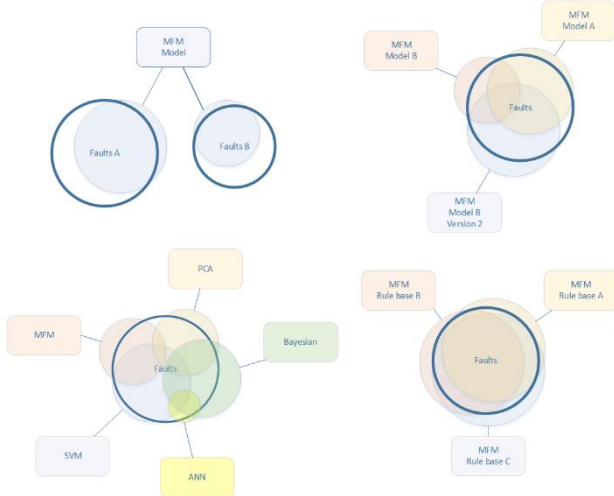 MFM
Model
Faults A
Faults B
MFM
Model A
MFM
Model B
Faults
MFM
Model B
Version 2
PCA
MFM
Bayesian
Faults
SVM
ANN
MFM
Rule base B
MFM
Rule base A
Faults
MFM
Rule base C